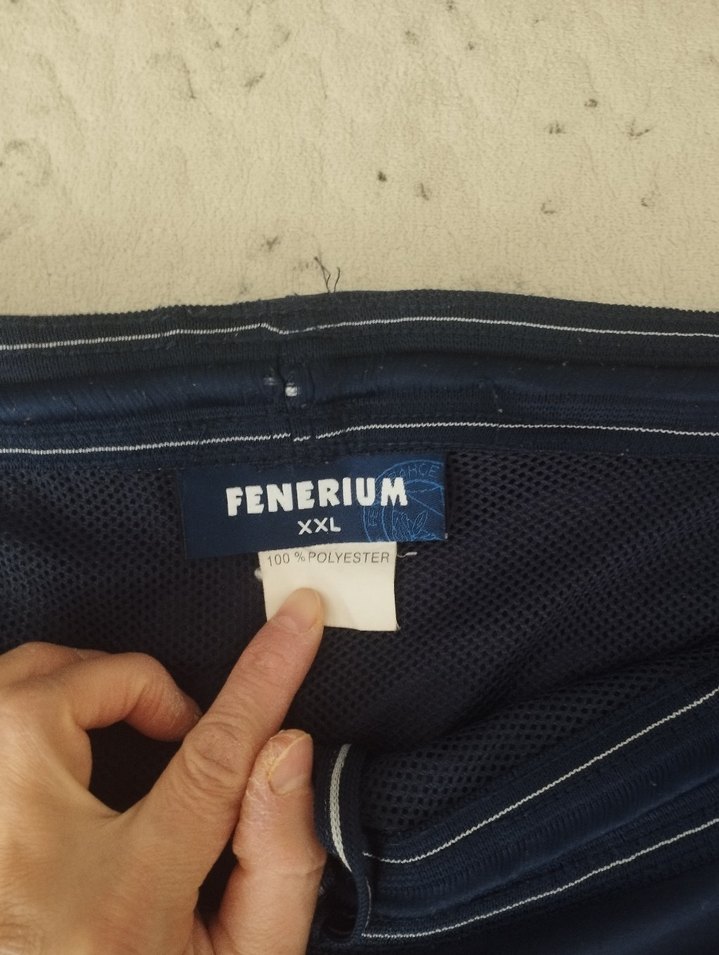 FENERIUM
XXL
100 % POLYESTER